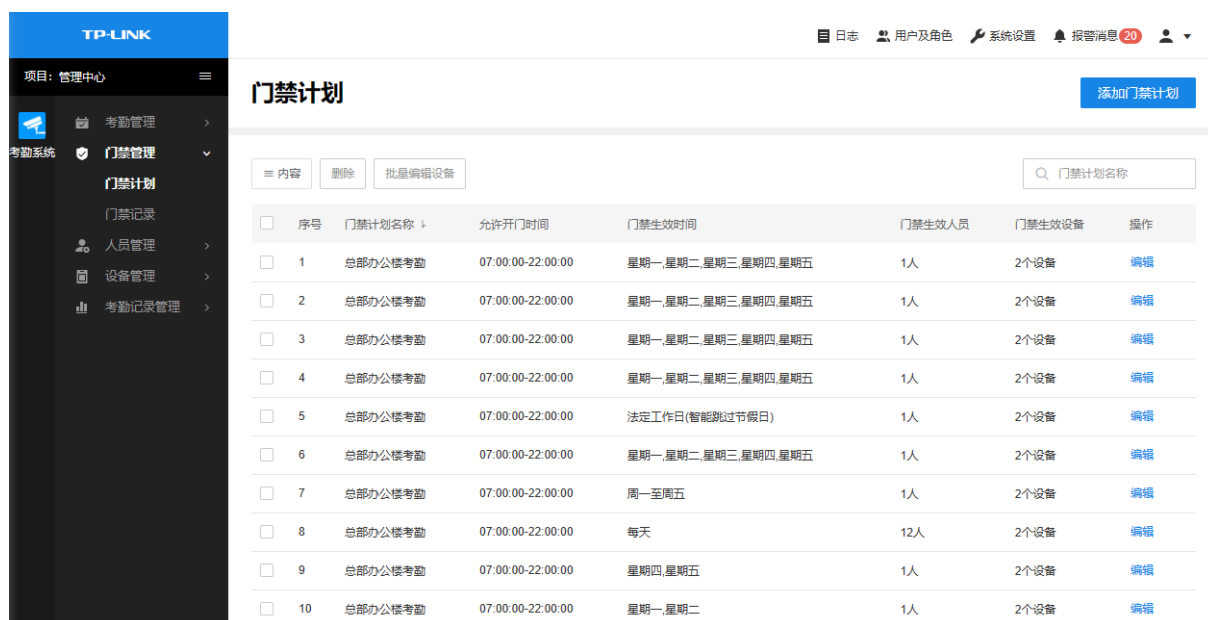 TP-LINK
日志 用户及角色 系统设置 报警消息 20
项目: 管理中心
门禁计划 添加门禁计划
考勤系统
考勤管理
门禁管理
门禁计划
门禁记录
人员管理
设备管理
考勤记录管理
内容 删除 批量编辑设备 门禁计划名称
序号 门禁计划名称 允许开门时间 门禁生效时间 门禁生效人员 门禁生效设备 操作
1 总部办公楼考勤 07:00:00-22:00:00 星期一,星期二,星期三,星期四,星期五 1人 2个设备 编辑
2 总部办公楼考勤 07:00:00-22:00:00 星期一,星期二,星期三,星期四,星期五 1人 2个设备 编辑
3 总部办公楼考勤 07:00:00-22:00:00 星期一,星期二,星期三,星期四,星期五 1人 2个设备 编辑
4 总部办公楼考勤 07:00:00-22:00:00 星期一,星期二,星期三,星期四,星期五 1人 2个设备 编辑
5 总部办公楼考勤 07:00:00-22:00:00 法定工作日(智能跳过节假日) 1人 2个设备 编辑
6 总部办公楼考勤 07:00:00-22:00:00 星期一,星期二,星期三,星期四,星期五 1人 2个设备 编辑
7 总部办公楼考勤 07:00:00-22:00:00 周一至周五 1人 2个设备 编辑
8 总部办公楼考勤 07:00:00-22:00:00 每天 12人 2个设备 编辑
9 总部办公楼考勤 07:00:00-22:00:00 星期四,星期五 1人 2个设备 编辑
10 总部办公楼考勤 07:00:00-22:00:00 星期一,星期二 1人 2个设备 编辑